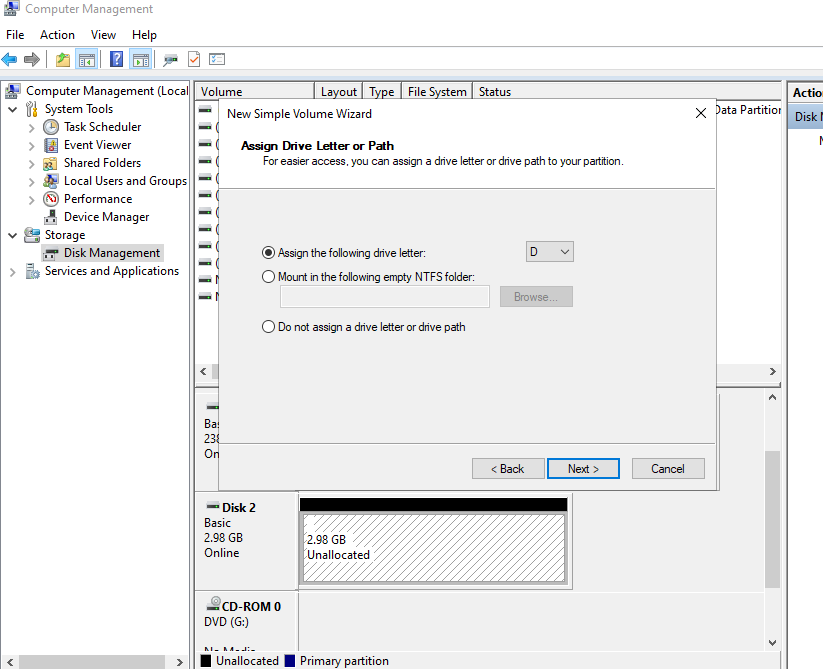 Computer Management
File Action View Help
Computer Management (Local
System Tools
Task Scheduler
Event Viewer
Shared Folders
Local Users and Groups
Performance
Device Manager
Storage
Disk Management
Services and Applications
Volume Layout Type File System Status
Data Partition
New Simple Volume Wizard
Assign Drive Letter or Path
For easier access, you can assign a drive letter or drive path to your partition.
Assign the following drive letter: D
Mount in the following empty NTFS folder:
Browse...
Do not assign a drive letter or drive path
< Back Next > Cancel
Bas
238
On
Disk 2
Basic
2.98 GB
Online
2.98 GB
Unallocated
CD-ROM 0
DVD (G:)
No Media
Unallocated Primary partition
Actio
Disk M